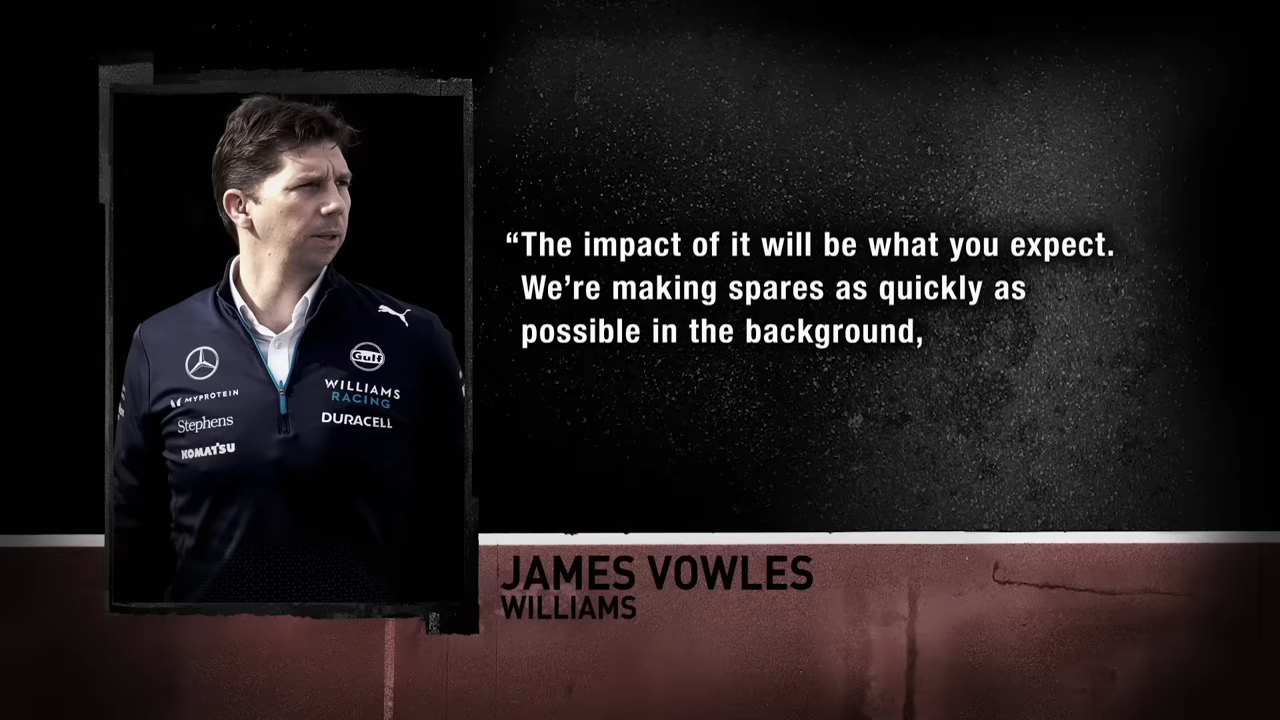 “The impact of it will be what you expect.
We’re making spares as quickly as
possible in the background,
Gulf
MYPROTEIN
WILLIAMS
RACING
Stephens
DURACELL
KOMATSU
JAMES VOWLES
WILLIAMS